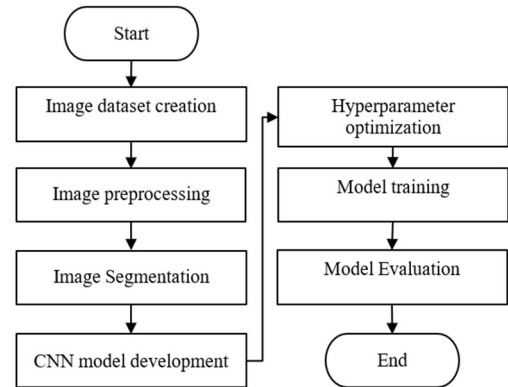 Start
Image dataset creation
Image preprocessing
Image Segmentation
CNN model development
Hyperparameter
optimization
Model training
Model Evaluation
End